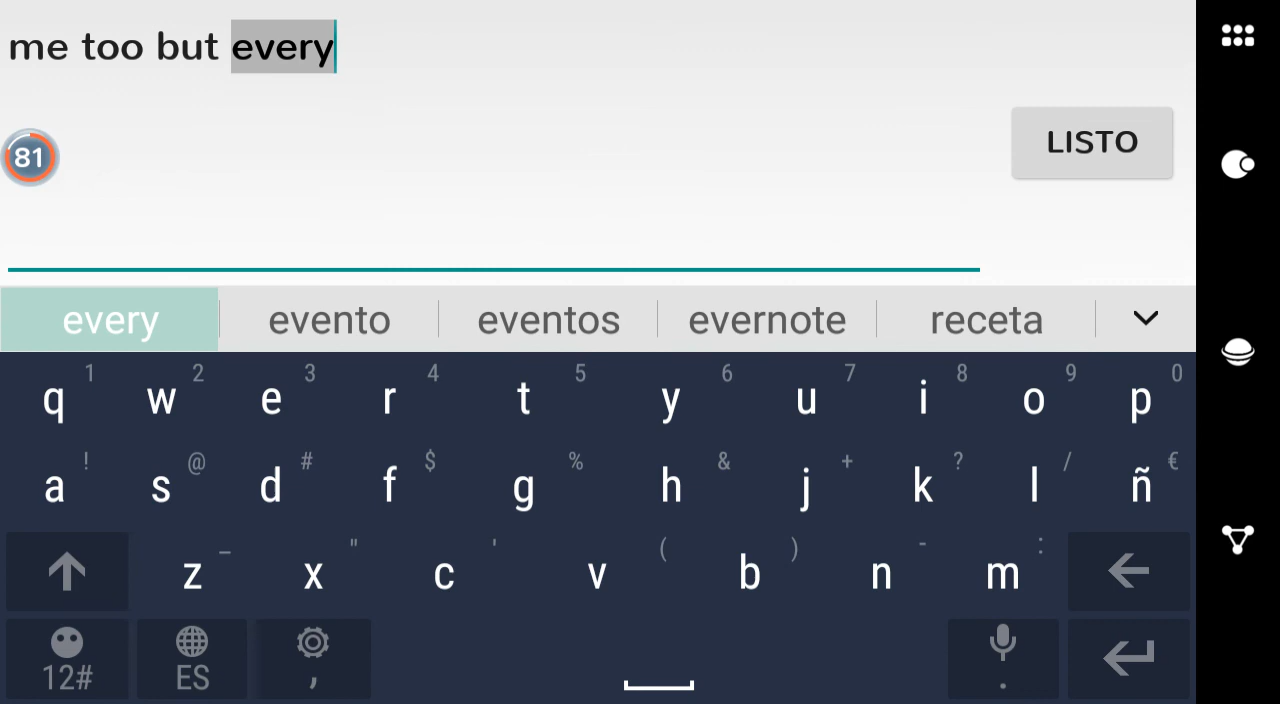 me too but every
81
LISTO
every evento eventos evernote receta
1 2 3 4 5 6 7 8 9 0
q w e r t y u i o p
! @ # $ % & + ? / €
a s d f g h j k l ñ
_ " ' ( ) - :
z x c v b n m
12# ES , .